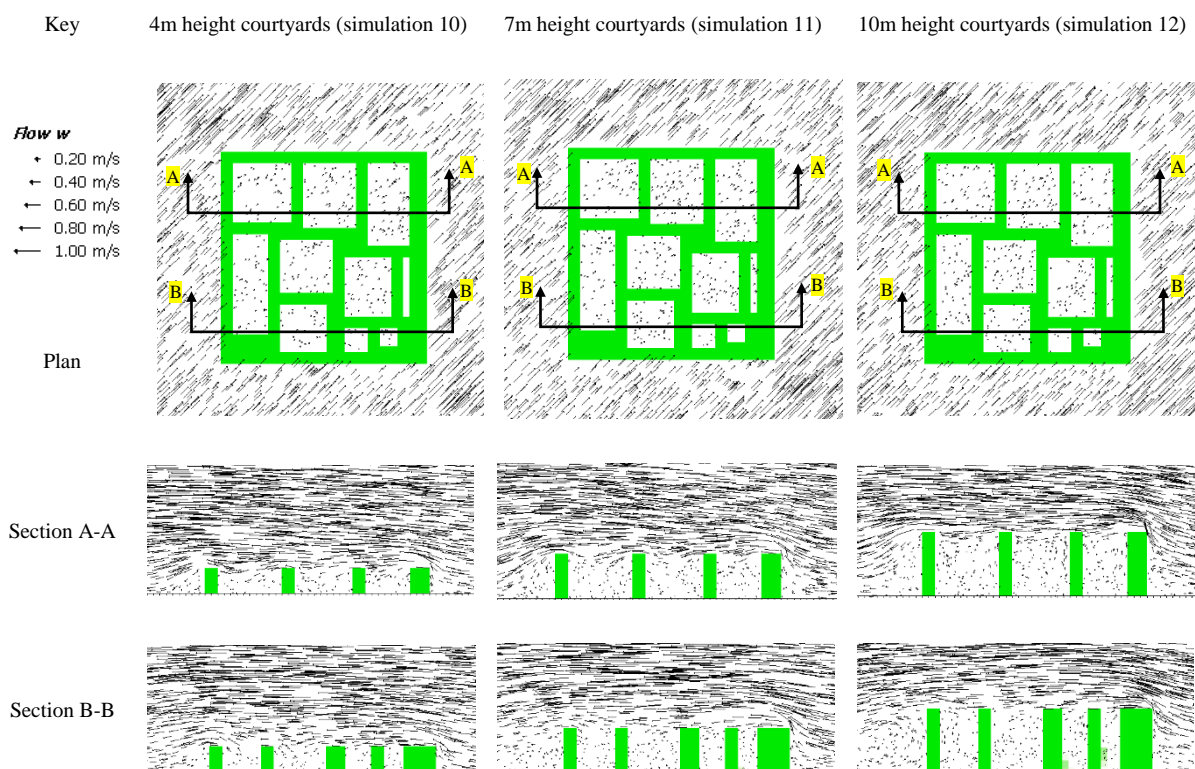 Key
4m height courtyards (simulation 10)
7m height courtyards (simulation 11)
10m height courtyards (simulation 12)
Flow w
0.20 m/s
0.40 m/s
0.60 m/s
0.80 m/s
1.00 m/s
A
A
A
A
A
A
B
B
B
B
B
B
Plan
Section A-A
Section B-B